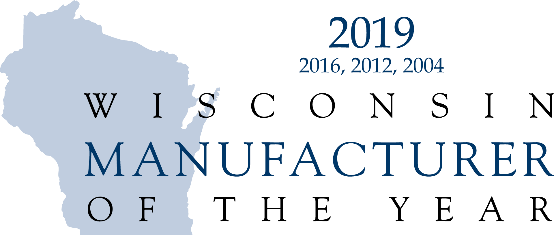 2019
2016, 2012, 2004
WISCONSIN
MANUFACTURER
OF THE YEAR